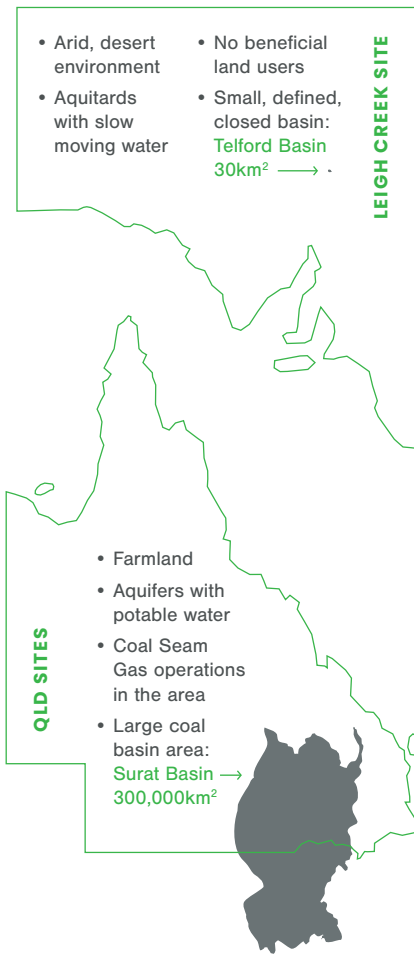 LEIGH CREEK SITE
• Arid, desert
environment
• Aquitards
with slow
moving water
• No beneficial
land users
• Small, defined,
closed basin:
Telford Basin
30km² →
QLD SITES
• Farmland
• Aquifers with
potable water
• Coal Seam
Gas operations
in the area
• Large coal
basin area:
Surat Basin →
300,000km²